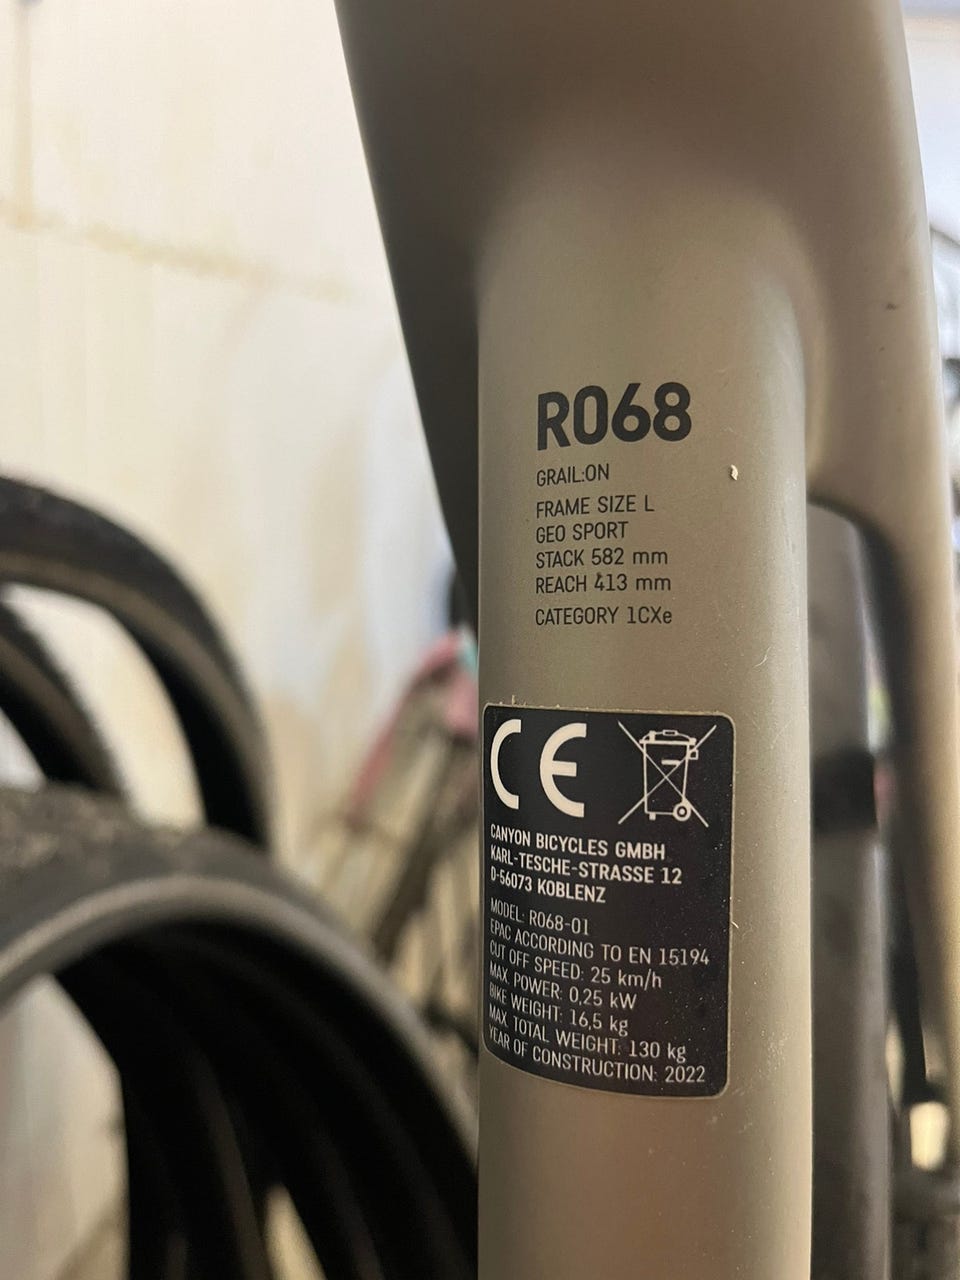 R068
GRAIL:ON
FRAME SIZE L
GEO SPORT
STACK 582 mm
REACH 413 mm
CATEGORY 1CXe
CE
CANYON BICYCLES GMBH
KARL-TESCHE-STRASSE 12
D-56073 KOBLENZ
MODEL: R068-01
EPAC ACCORDING TO EN 15194
CUT OFF SPEED: 25 km/h
MAX. POWER: 0,25 kW
BIKE WEIGHT: 16,5 kg
MAX. TOTAL WEIGHT: 130 kg
YEAR OF CONSTRUCTION: 2022